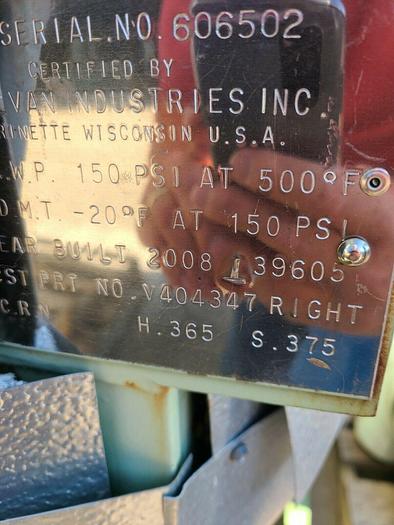 SERIAL.NO. 606502
CERTIFIED BY
VAN INDUSTRIES INC.
RINETTE WISCONSIN U.S.A.
.W.P. 150 PSI AT 500°F
D.M.T. -20°F AT 150 PSI
EAR BUILT 2008 39605
EST PRT NO. V404347 RIGHT
C.R.N.
H.365 S.375